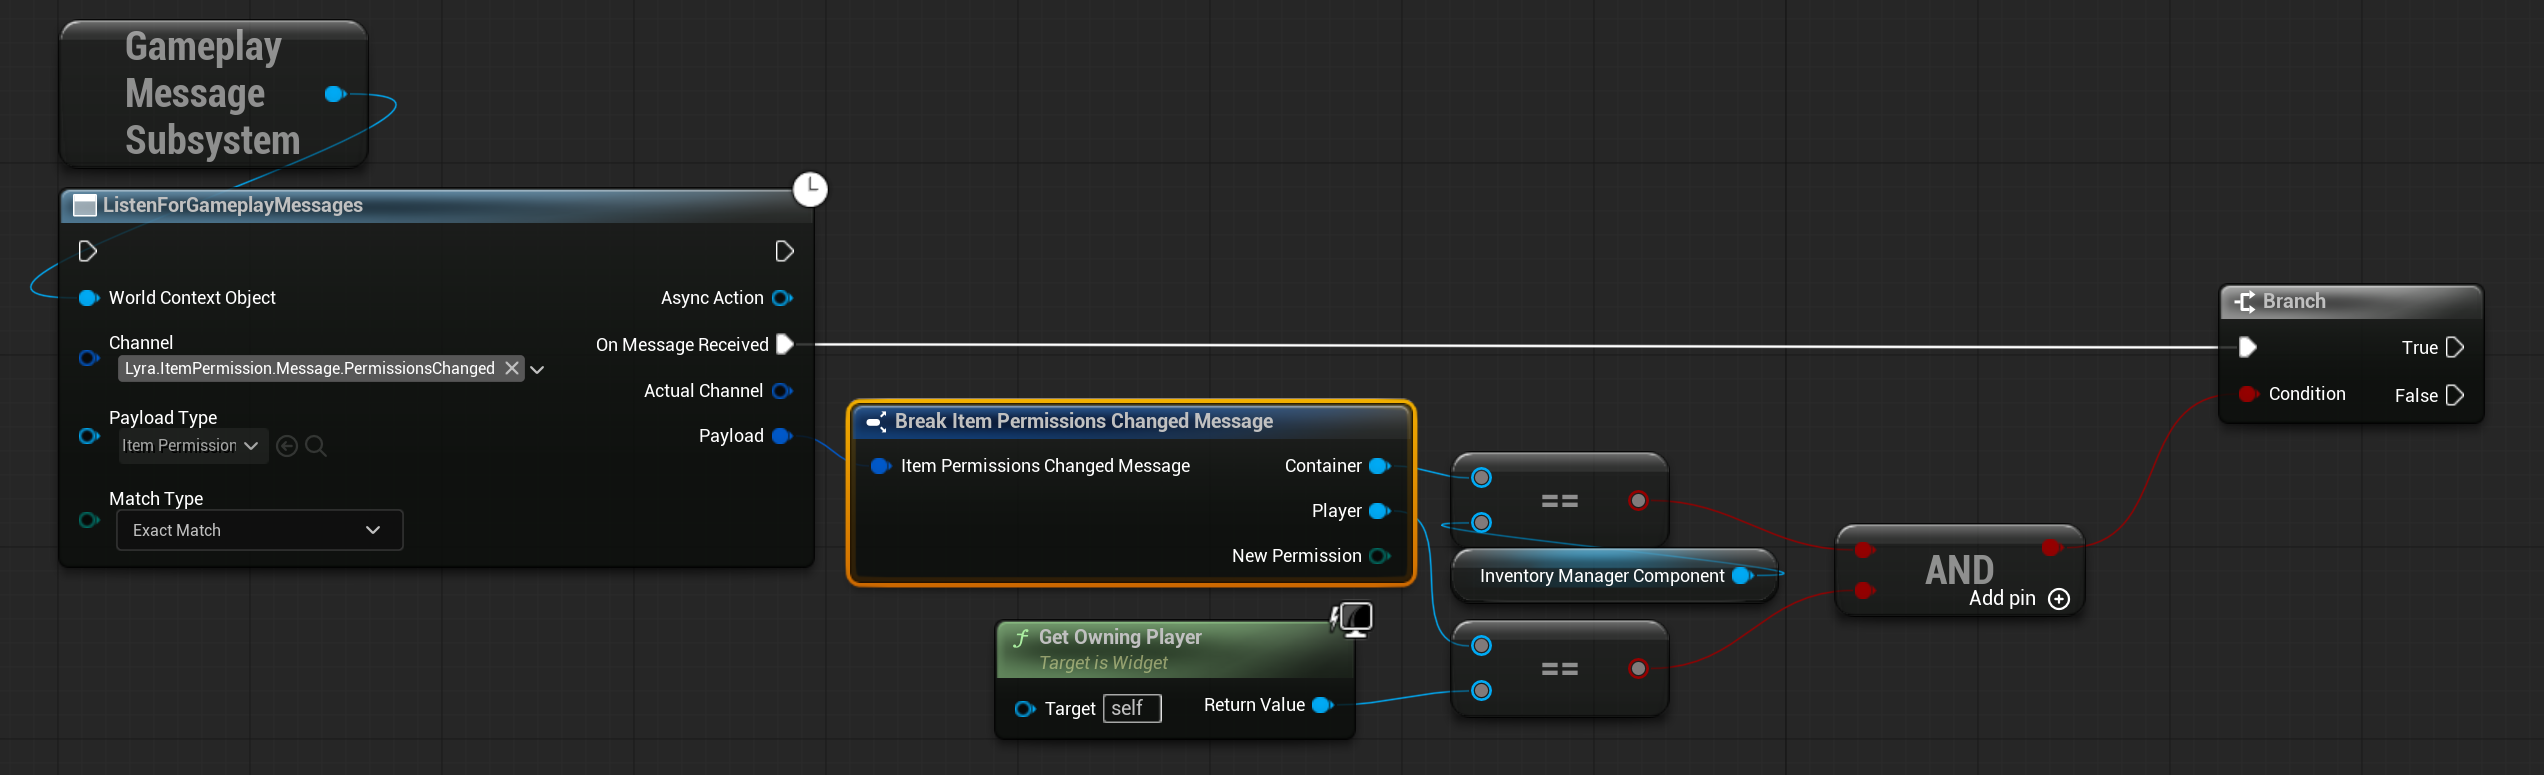 Gameplay
Message
Subsystem
ListenForGameplayMessages
World Context Object
Async Action
Channel
Lyra.ItemPermission.Message.PermissionsChanged
On Message Received
Actual Channel
Payload Type
Item Permission
Payload
Match Type
Exact Match
Break Item Permissions Changed Message
Item Permissions Changed Message
Container
Player
New Permission
Get Owning Player
Target is Widget
Target self
Return Value
==
Inventory Manager Component
==
AND
Add pin
Branch
True
Condition
False